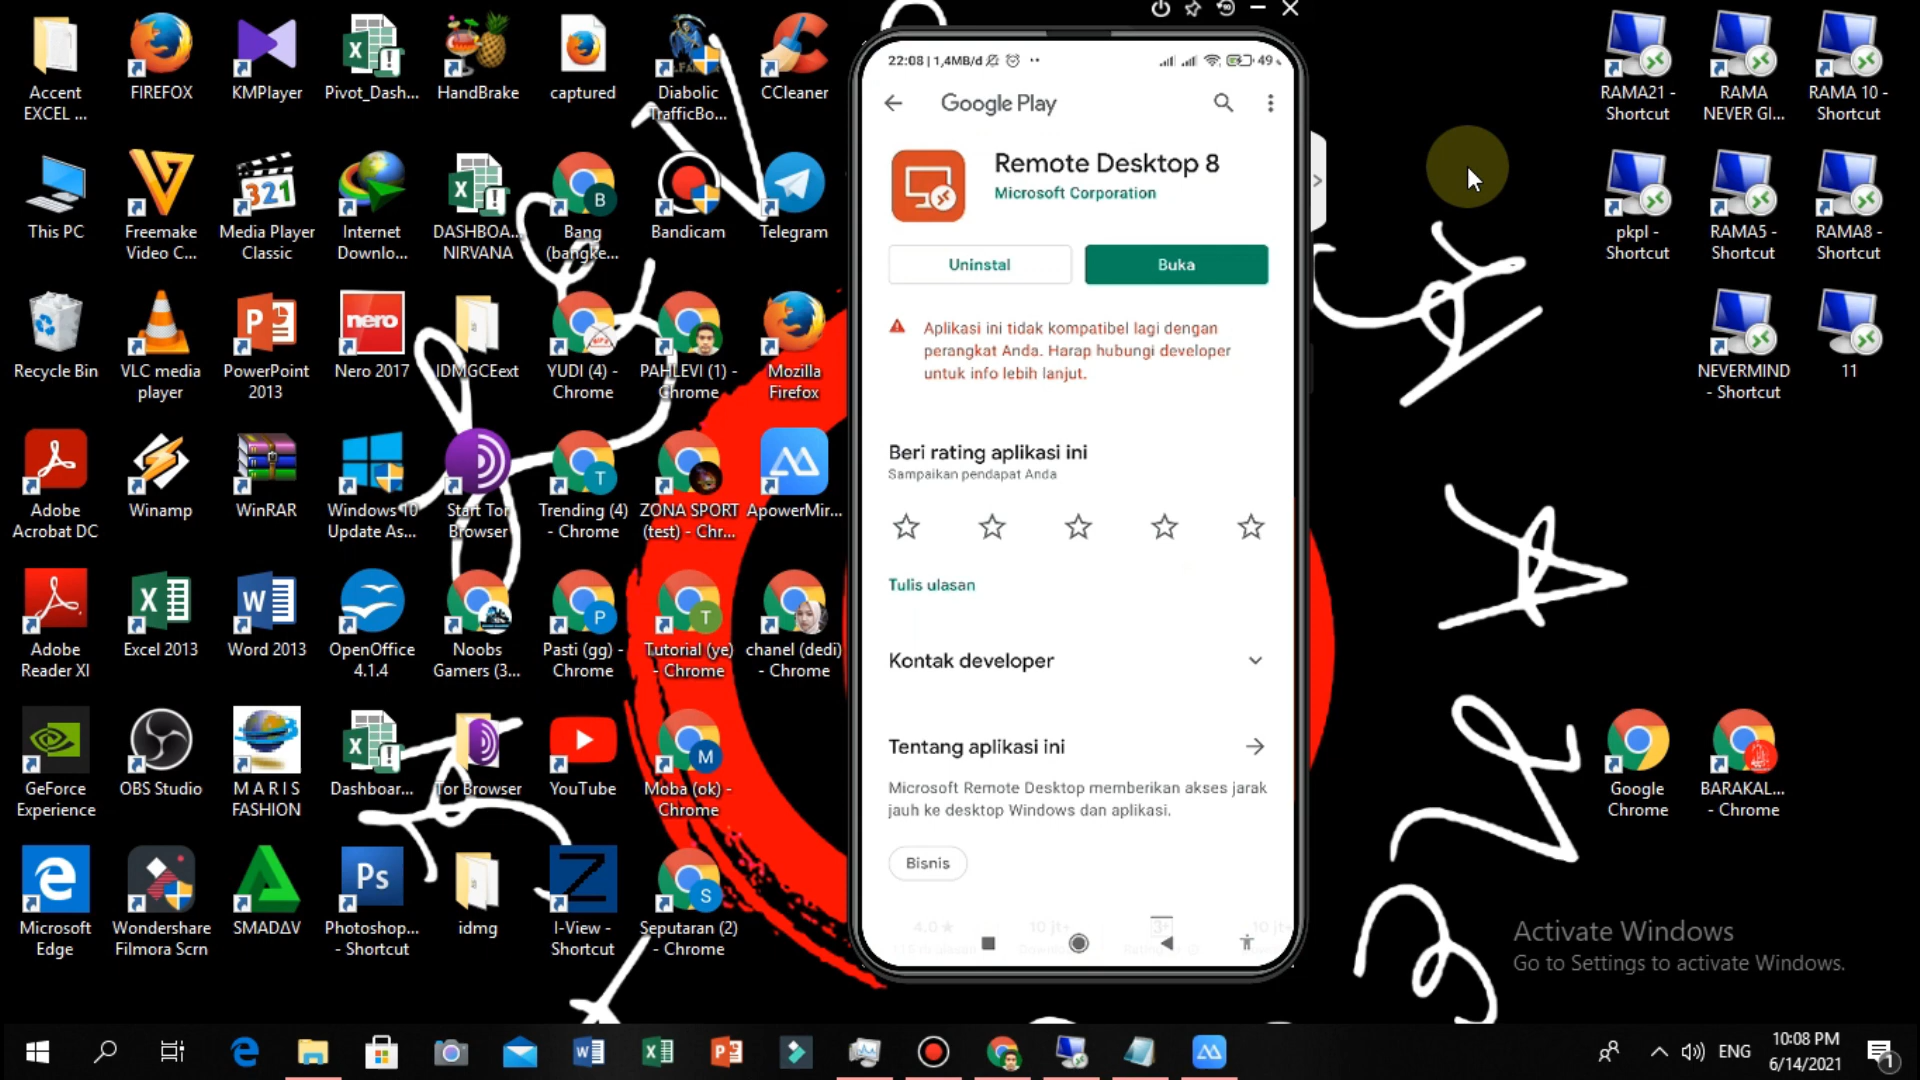 Accent
EXCEL ...
FIREFOX
KMPlayer
Pivot_Dash...
HandBrake
captured
Diabolic
TrafficBo...
CCleaner
This PC
Freemake
Video C...
Media Player
Classic
Internet
Downlo...
DASHBOA...
NIRVANA
Bang
(bangke...
Bandicam
Telegram
Recycle Bin
VLC media
player
PowerPoint
2013
Nero 2017
IDMGCEext
YUDI (4) -
Chrome
PAHLEVI (1) -
Chrome
Mozilla
Firefox
Adobe
Acrobat DC
Winamp
WinRAR
Windows 10
Update As...
Start Tor
Browser
Trending (4)
- Chrome
ZONA SPORT
(test) - Chr...
ApowerMir...
Adobe
Reader XI
Excel 2013
Word 2013
OpenOffice
4.1.4
Noobs
Gamers (3...
Pasti (gg) -
Chrome
Tutorial (ye)
- Chrome
chanel (dedi)
- Chrome
GeForce
Experience
OBS Studio
M A R I S
FASHION
Dashboar...
Tor Browser
YouTube
Moba (ok) -
Chrome
Microsoft
Edge
Wondershare
Filmora Scrn
SMADΔV
Photoshop...
- Shortcut
idmg
I-View -
Shortcut
Seputaran (2)
- Chrome
22:08 | 1,4MB/d
49
Google Play
Remote Desktop 8
Microsoft Corporation
Uninstal
Buka
Aplikasi ini tidak kompatibel lagi dengan
perangkat Anda. Harap hubungi developer
untuk info lebih lanjut.
Beri rating aplikasi ini
Sampaikan pendapat Anda
Tulis ulasan
Kontak developer
Tentang aplikasi ini
Microsoft Remote Desktop memberikan akses jarak
jauh ke desktop Windows dan aplikasi.
Bisnis
4.0★
10 jt+
3+
10 jt
RAMA21 -
Shortcut
RAMA
NEVER GI...
RAMA 10 -
Shortcut
pkpl -
Shortcut
RAMA5 -
Shortcut
RAMA8 -
Shortcut
NEVERMIND
- Shortcut
11
Google
Chrome
BARAKAL...
- Chrome
Activate Windows
Go to Settings to activate Windows.
ENG
10:08 PM
6/14/2021
1